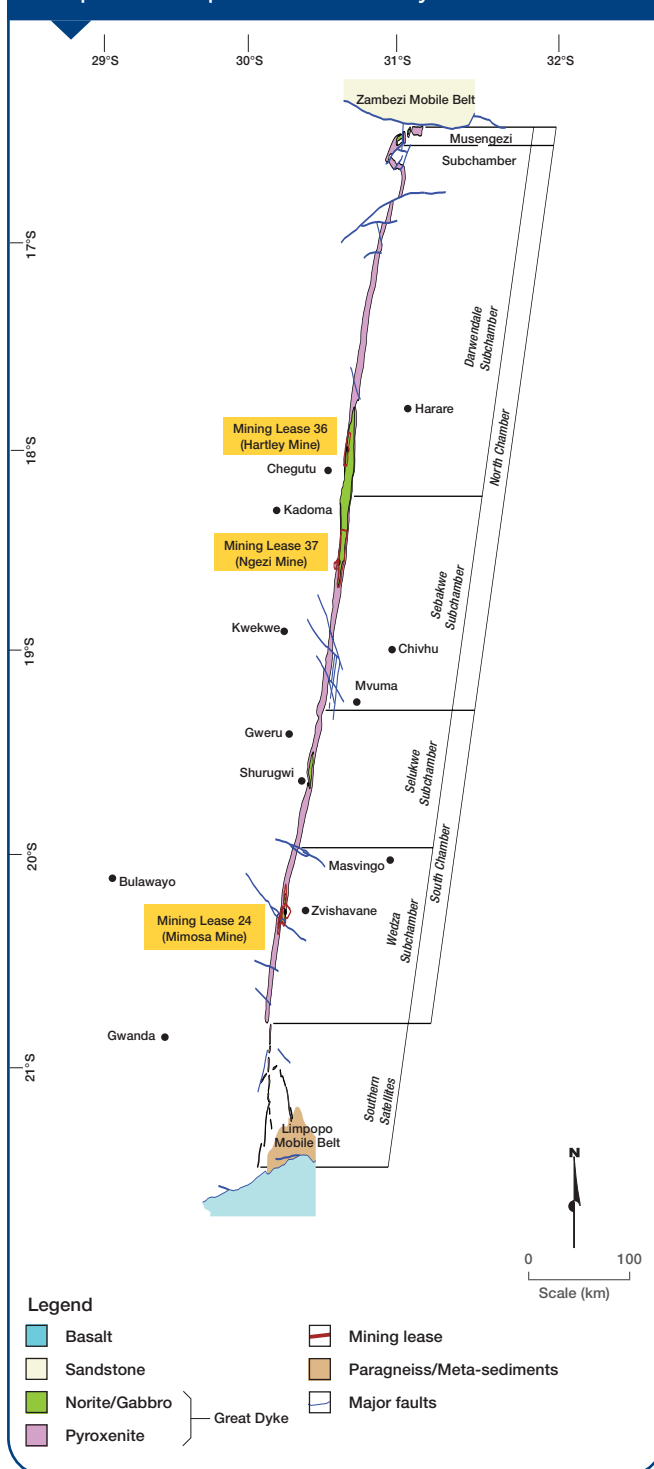 29°S
30°S
31°S
32°S
Zambezi Mobile Belt
Musengezi
Subchamber
17°S
Darwendale
Subchamber
Harare
North Chamber
Mining Lease 36
(Hartley Mine)
18°S
Chegutu
Kadoma
Mining Lease 37
(Ngezi Mine)
Sebakwe
Subchamber
Kwekwe
19°S
Chivhu
Mvuma
Gweru
Shurugwi
Selukwe
Subchamber
20°S
Masvingo
South Chamber
Bulawayo
Zvishavane
Mining Lease 24
(Mimosa Mine)
Wedza
Subchamber
Gwanda
21°S
Southern
Satellites
Limpopo
Mobile Belt
N
0
100
Scale (km)
Legend
Basalt
Mining lease
Sandstone
Paragneiss/Meta-sediments
Norite/Gabbro
Great Dyke
Major faults
Pyroxenite